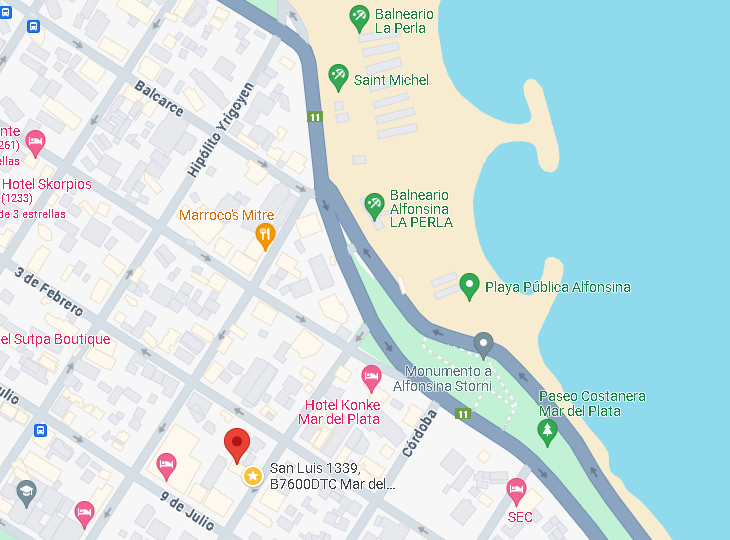 Balneario
La Perla
Saint Michel
Balcarce
Hipólito Yrigoyen
11
nte
261)
ellas
Hotel Skorpios
(1233)
de 3 estrellas
Marroco's Mitre
Balneario
Alfonsina
LA PERLA
3 de Febrero
Playa Pública Alfonsina
el Sutpa Boutique
Monumento a
Alfonsina Storni
Hotel Konke
Mar del Plata
Paseo Costanera
Mar del Plata
ulio
11
Córdoba
San Luis 1339,
B7600DTC Mar del...
9 de Julio
SEC